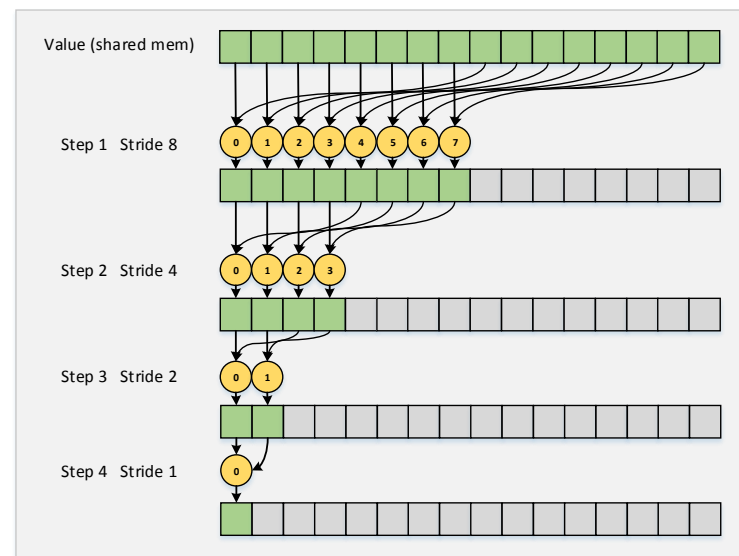 Value (shared mem)
Step 1 Stride 8
0 1 2 3 4 5 6 7
Step 2 Stride 4
0 1 2 3
Step 3 Stride 2
0 1
Step 4 Stride 1
0